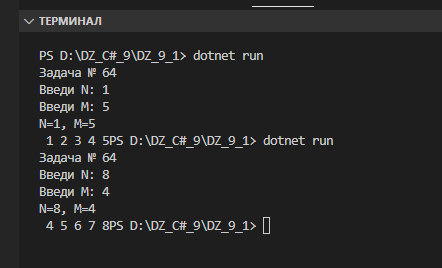 ТЕРМИНАЛ
PS D:\DZ_C#_9\DZ_9_1> dotnet run
Задача № 64
Введи N: 1
Введи M: 5
N=1, M=5
 1 2 3 4 5PS D:\DZ_C#_9\DZ_9_1> dotnet run
Задача № 64
Введи N: 8
Введи M: 4
N=8, M=4
 4 5 6 7 8PS D:\DZ_C#_9\DZ_9_1>